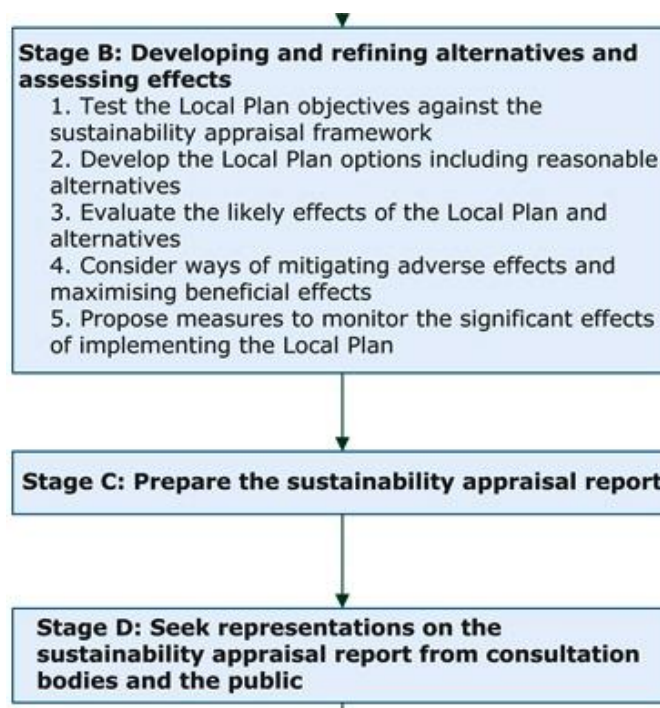 Stage B: Developing and refining alternatives and
assessing effects
1. Test the Local Plan objectives against the
sustainability appraisal framework
2. Develop the Local Plan options including reasonable
alternatives
3. Evaluate the likely effects of the Local Plan and
alternatives
4. Consider ways of mitigating adverse effects and
maximising beneficial effects
5. Propose measures to monitor the significant effects
of implementing the Local Plan
Stage C: Prepare the sustainability appraisal report
Stage D: Seek representations on the
sustainability appraisal report from consultation
bodies and the public